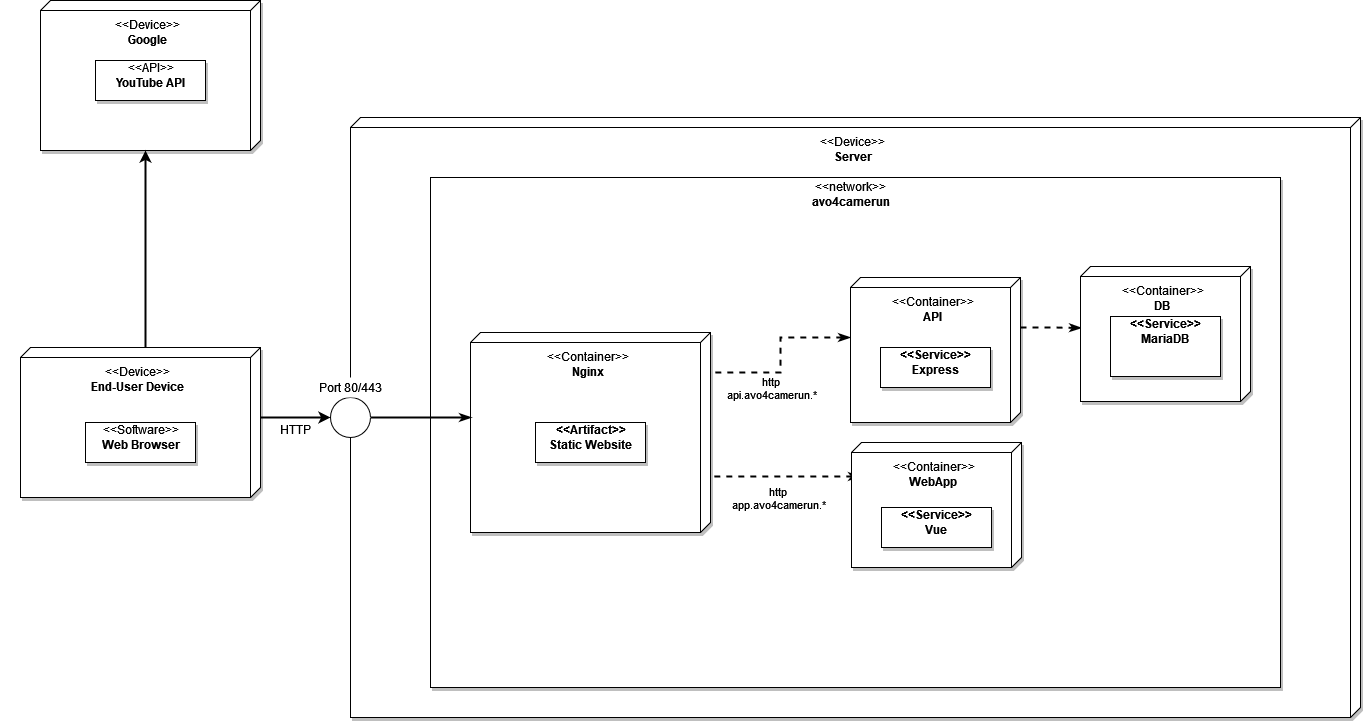 <<Device>>
Google
<<API>>
YouTube API
<<Device>>
Server
<<network>>
avo4camerun
<<Container>>
API
<<Service>>
Express
<<Container>>
DB
<<Service>>
MariaDB
<<Device>>
End-User Device
<<Software>>
Web Browser
HTTP
Port 80/443
<<Container>>
Nginx
<<Artifact>>
Static Website
http
api.avo4camerun.*
http
app.avo4camerun.*
<<Container>>
WebApp
<<Service>>
Vue